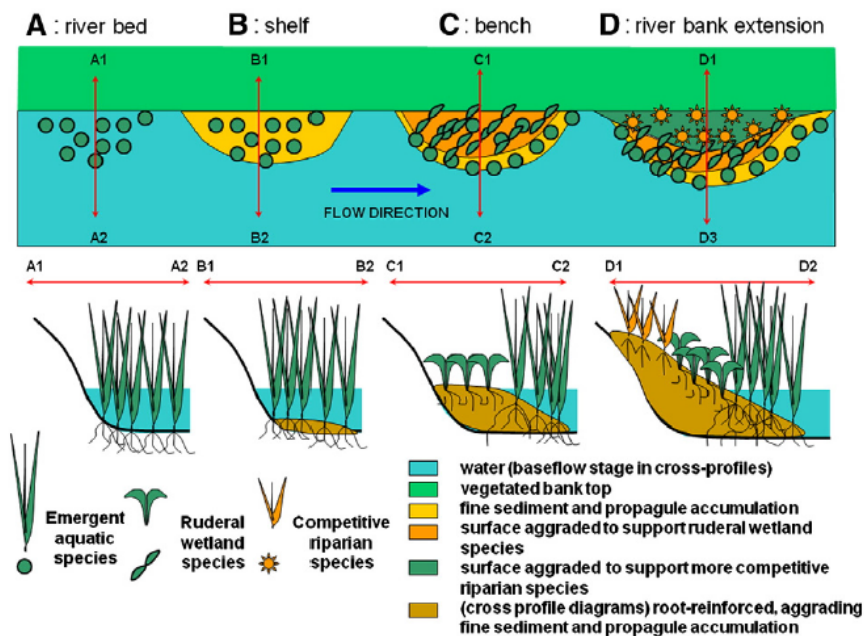 A : river bed
B : shelf
C : bench
D : river bank extension
A1
B1
C1
D1
FLOW DIRECTION
A2
B2
C2
D3
A1
A2
B1
B2
C1
C2
D1
D2
Emergent
aquatic
species
Ruderal
wetland
species
Competitive
riparian
species
water (baseflow stage in cross-profiles)
vegetated bank top
fine sediment and propagule accumulation
surface aggraded to support ruderal wetland
species
surface aggraded to support more competitive
riparian species
(cross profile diagrams) root-reinforced, aggrading
fine sediment and propagule accumulation